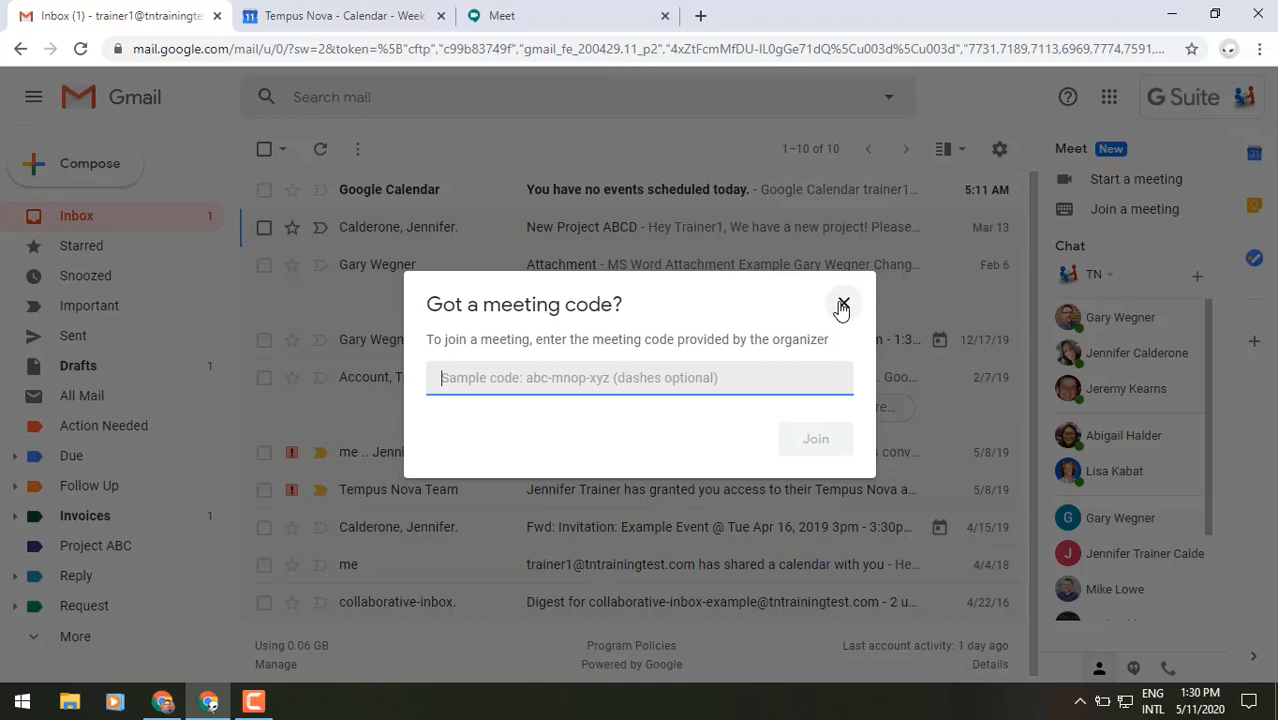 Inbox (1) - trainer1@tntrainingte
Tempus Nova - Calendar - Week
Meet
mail.google.com/mail/u/0/?sw=2&token=%5B"cftp","c99b83749f","gmail_fe_200429.11_p2","4xZtFcmMfDU-IL0gGe71dQ%5Cu003d%5Cu003d","7731,7189,7113,6969,7774,7591,...
Gmail
Search mail
G Suite
Compose
1–10 of 10
Meet New
Start a meeting
Join a meeting
Inbox 1
Starred
Snoozed
Important
Sent
Drafts
All Mail
Action Needed
Due
Follow Up
Invoices 1
Project ABC
Reply
Request
More
Google Calendar You have no events scheduled today. - Google Calendar trainer1... 5:11 AM
Calderone, Jennifer. New Project ABCD - Hey Trainer1, We have a new project! Please... Mar 13
Gary Wegner Attachment - MS Word Attachment Example Gary Wegner Chang... Feb 6
Gary Wegn m - 1:3... 12/17/19
Account, T . Goo... 2/7/19
re...
me .. Jenni s conv... 5/8/19
Tempus Nova Team Jennifer Trainer has granted you access to their Tempus Nova a... 5/8/19
Calderone, Jennifer. Fwd: Invitation: Example Event @ Tue Apr 16, 2019 3pm - 3:30p... 4/15/19
me trainer1@tntrainingtest.com has shared a calendar with you - He... 4/4/18
collaborative-inbox. Digest for collaborative-inbox-example@tntrainingtest.com - 2 u... 4/22/16
Got a meeting code?
To join a meeting, enter the meeting code provided by the organizer
Sample code: abc-mnop-xyz (dashes optional)
Join
Chat
TN
Gary Wegner
Jennifer Calderone
Jeremy Kearns
Abigail Halder
Lisa Kabat
G Gary Wegner
J Jennifer Trainer Calde
Mike Lowe
Using 0.06 GB
Manage
Program Policies
Powered by Google
Last account activity: 1 day ago
Details
ENG
INTL
1:30 PM
5/11/2020